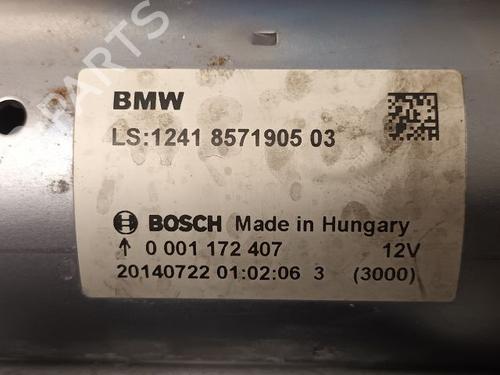 PARTS
BMW
LS:1241 8571905 03
BOSCH Made in Hungary
↑ 0 001 172 407 12V
20140722 01:02:06 3 (3000)